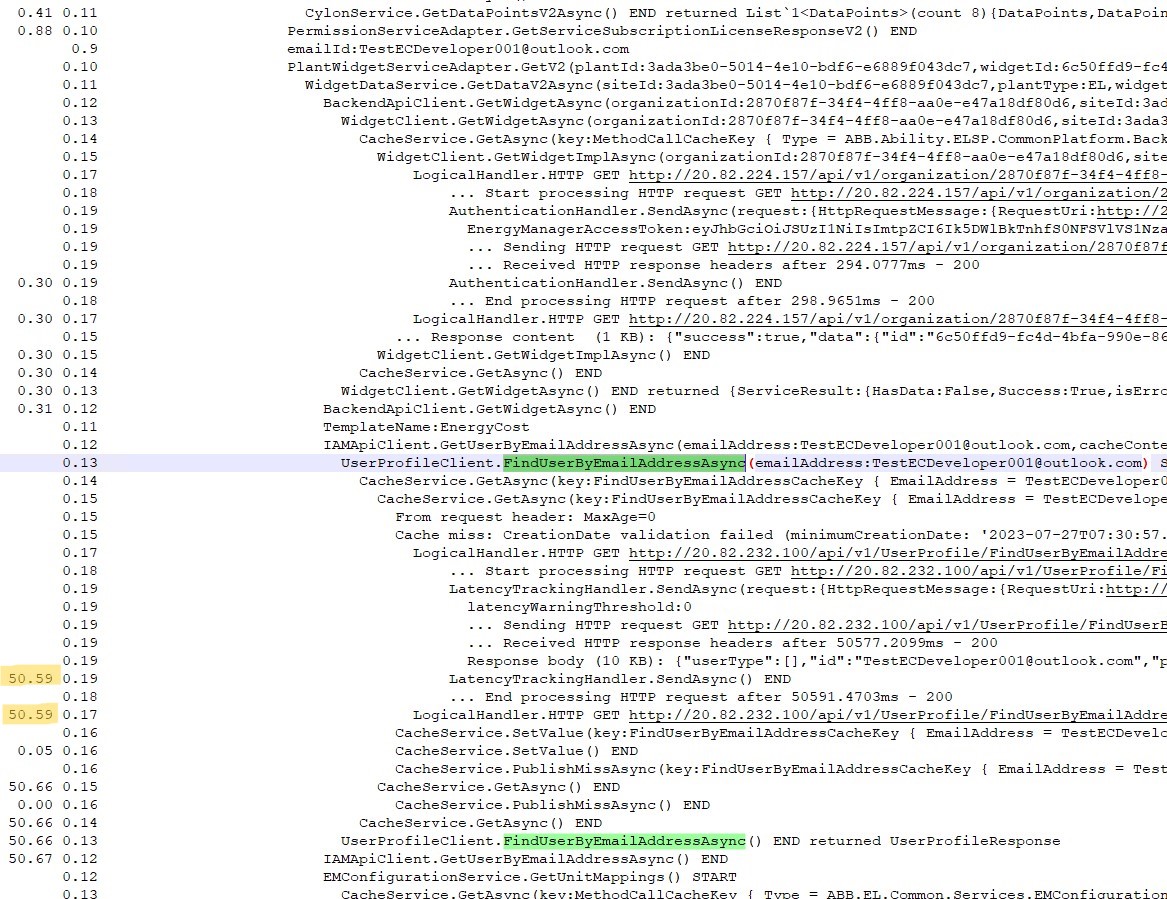 0.41 0.11 CylonService.GetDataPointsV2Async() END returned List`1<DataPoints>(count 8){DataPoints,DataPoin
0.88 0.10 PermissionServiceAdapter.GetServiceSubscriptionLicenseResponseV2() END
0.9 emailId:TestECDeveloper001@outlook.com
0.10 PlantWidgetServiceAdapter.GetV2(plantId:3ada3be0-5014-4e10-bdf6-e6889f043dc7,widgetId:6c50ffd9-fc4
0.11 WidgetDataService.GetDataV2Async(siteId:3ada3be0-5014-4e10-bdf6-e6889f043dc7,plantType:EL,widget
0.12 BackendApiClient.GetWidgetAsync(organizationId:2870f87f-34f4-4ff8-aa0e-e47a18df80d6,siteId:3ad
0.13 WidgetClient.GetWidgetAsync(organizationId:2870f87f-34f4-4ff8-aa0e-e47a18df80d6,siteId:3ada3
0.14 CacheService.GetAsync(key:MethodCallCacheKey { Type = ABB.Ability.ELSP.CommonPlatform.Back
0.15 WidgetClient.GetWidgetImplAsync(organizationId:2870f87f-34f4-4ff8-aa0e-e47a18df80d6,site
0.17 LogicalHandler.HTTP GET http://20.82.224.157/api/v1/organization/2870f87f-34f4-4ff8-
0.18 ... Start processing HTTP request GET http://20.82.224.157/api/v1/organization/2
0.19 AuthenticationHandler.SendAsync(request:{HttpRequestMessage:{RequestUri:http://2
0.19 EnergyManagerAccessToken:eyJhbGciOiJSUzI1NiIsImtpZCI6Ik5DWlBkTnhfS0NFSVlVS1Nza
0.19 ... Sending HTTP request GET http://20.82.224.157/api/v1/organization/2870f87f
0.19 ... Received HTTP response headers after 294.0777ms - 200
0.30 0.19 AuthenticationHandler.SendAsync() END
0.18 ... End processing HTTP request after 298.9651ms - 200
0.30 0.17 LogicalHandler.HTTP GET http://20.82.224.157/api/v1/organization/2870f87f-34f4-4ff8-
0.15 ... Response content  (1 KB): {"success":true,"data":{"id":"6c50ffd9-fc4d-4bfa-990e-86
0.30 0.15 WidgetClient.GetWidgetImplAsync() END
0.30 0.14 CacheService.GetAsync() END
0.30 0.13 WidgetClient.GetWidgetAsync() END returned {ServiceResult:{HasData:False,Success:True,isErro
0.31 0.12 BackendApiClient.GetWidgetAsync() END
0.11 TemplateName:EnergyCost
0.12 IAMApiClient.GetUserByEmailAddressAsync(emailAddress:TestECDeveloper001@outlook.com,cacheConte
0.13 UserProfileClient.FindUserByEmailAddressAsync(emailAddress:TestECDeveloper001@outlook.com) S
0.14 CacheService.GetAsync(key:FindUserByEmailAddressCacheKey { EmailAddress = TestECDeveloper0
0.15 CacheService.GetAsync(key:FindUserByEmailAddressCacheKey { EmailAddress = TestECDevelope
0.15 From request header: MaxAge=0
0.15 Cache miss: CreationDate validation failed (minimumCreationDate: '2023-07-27T07:30:57.
0.17 LogicalHandler.HTTP GET http://20.82.232.100/api/v1/UserProfile/FindUserByEmailAddre
0.18 ... Start processing HTTP request GET http://20.82.232.100/api/v1/UserProfile/Fi
0.19 LatencyTrackingHandler.SendAsync(request:{HttpRequestMessage:{RequestUri:http://
0.19 latencyWarningThreshold:0
0.19 ... Sending HTTP request GET http://20.82.232.100/api/v1/UserProfile/FindUserB
0.19 ... Received HTTP response headers after 50577.2099ms - 200
0.19 Response body (10 KB): {"userType":[],"id":"TestECDeveloper001@outlook.com","p
50.59 0.19 LatencyTrackingHandler.SendAsync() END
0.18 ... End processing HTTP request after 50591.4703ms - 200
50.59 0.17 LogicalHandler.HTTP GET http://20.82.232.100/api/v1/UserProfile/FindUserByEmailAddre
0.16 CacheService.SetValue(key:FindUserByEmailAddressCacheKey { EmailAddress = TestECDevelo
0.05 0.16 CacheService.SetValue() END
0.16 CacheService.PublishMissAsync(key:FindUserByEmailAddressCacheKey { EmailAddress = Test
50.66 0.15 CacheService.GetAsync() END
0.00 0.16 CacheService.PublishMissAsync() END
50.66 0.14 CacheService.GetAsync() END
50.66 0.13 UserProfileClient.FindUserByEmailAddressAsync() END returned UserProfileResponse
50.67 0.12 IAMApiClient.GetUserByEmailAddressAsync() END
0.12 EMConfigurationService.GetUnitMappings() START
0.13 CacheService.GetAsync(key:MethodCallCacheKey { Type = ABB.EL.Common.Services.EMConfiguration